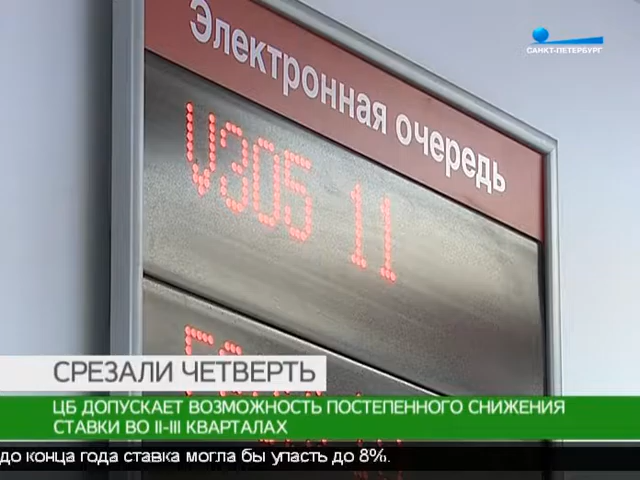 САНКТ-ПЕТЕРБУРГ
Электронная очередь
V305 11
СРЕЗАЛИ ЧЕТВЕРТЬ
ЦБ ДОПУСКАЕТ ВОЗМОЖНОСТЬ ПОСТЕПЕННОГО СНИЖЕНИЯ
СТАВКИ ВО II-III КВАРТАЛАХ
до конца года ставка могла бы упасть до 8%.